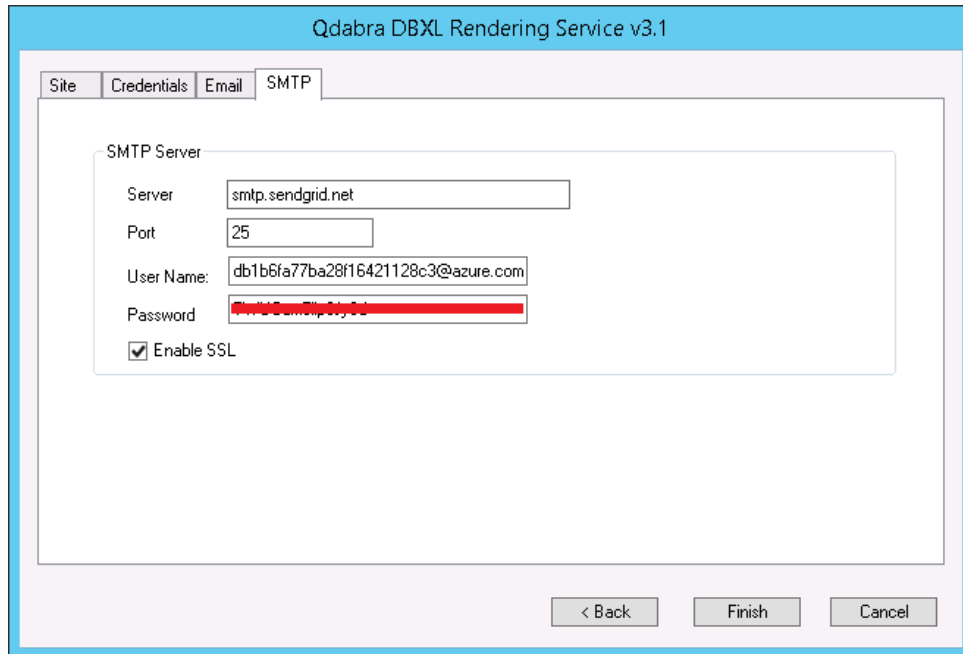 Qdabra DBXL Rendering Service v3.1
Site Credentials Email SMTP
SMTP Server
Server smtp.sendgrid.net
Port 25
User Name: db1b6fa77ba28f16421128c3@azure.com
Password
Enable SSL
< Back Finish Cancel